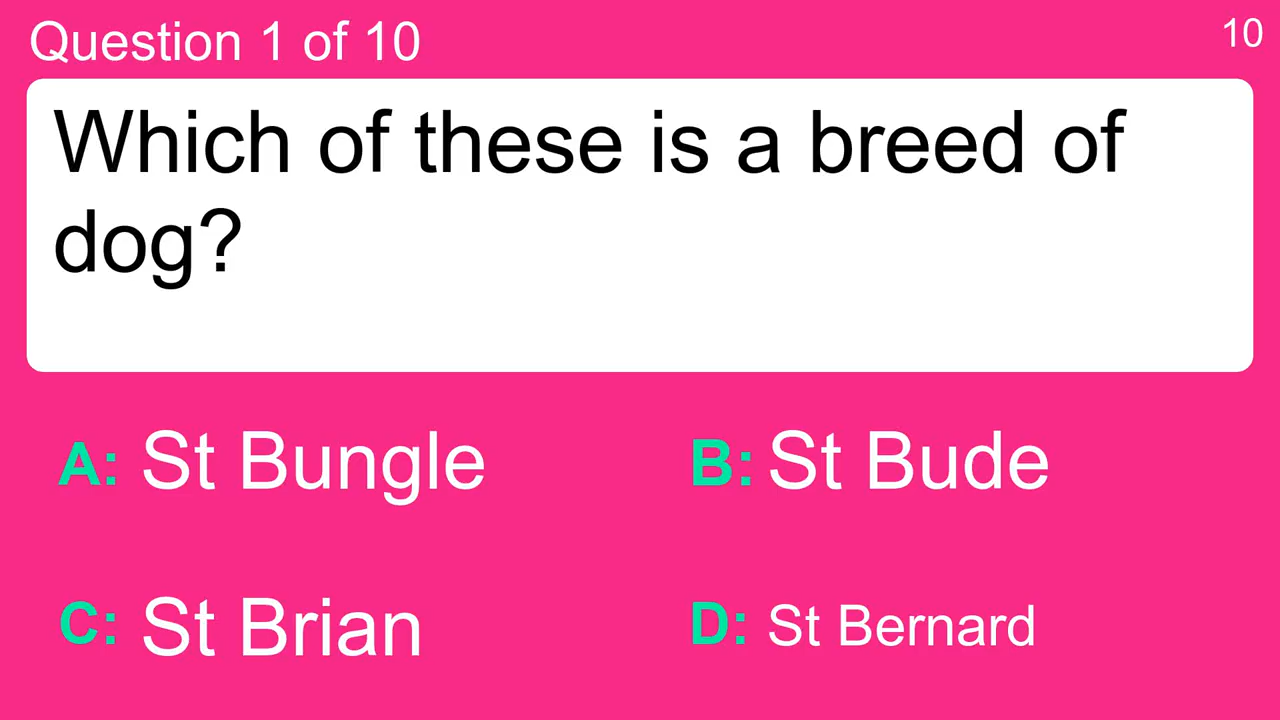 Question 1 of 10
10
Which of these is a breed of
dog?
A: St Bungle
B: St Bude
C: St Brian
D: St Bernard